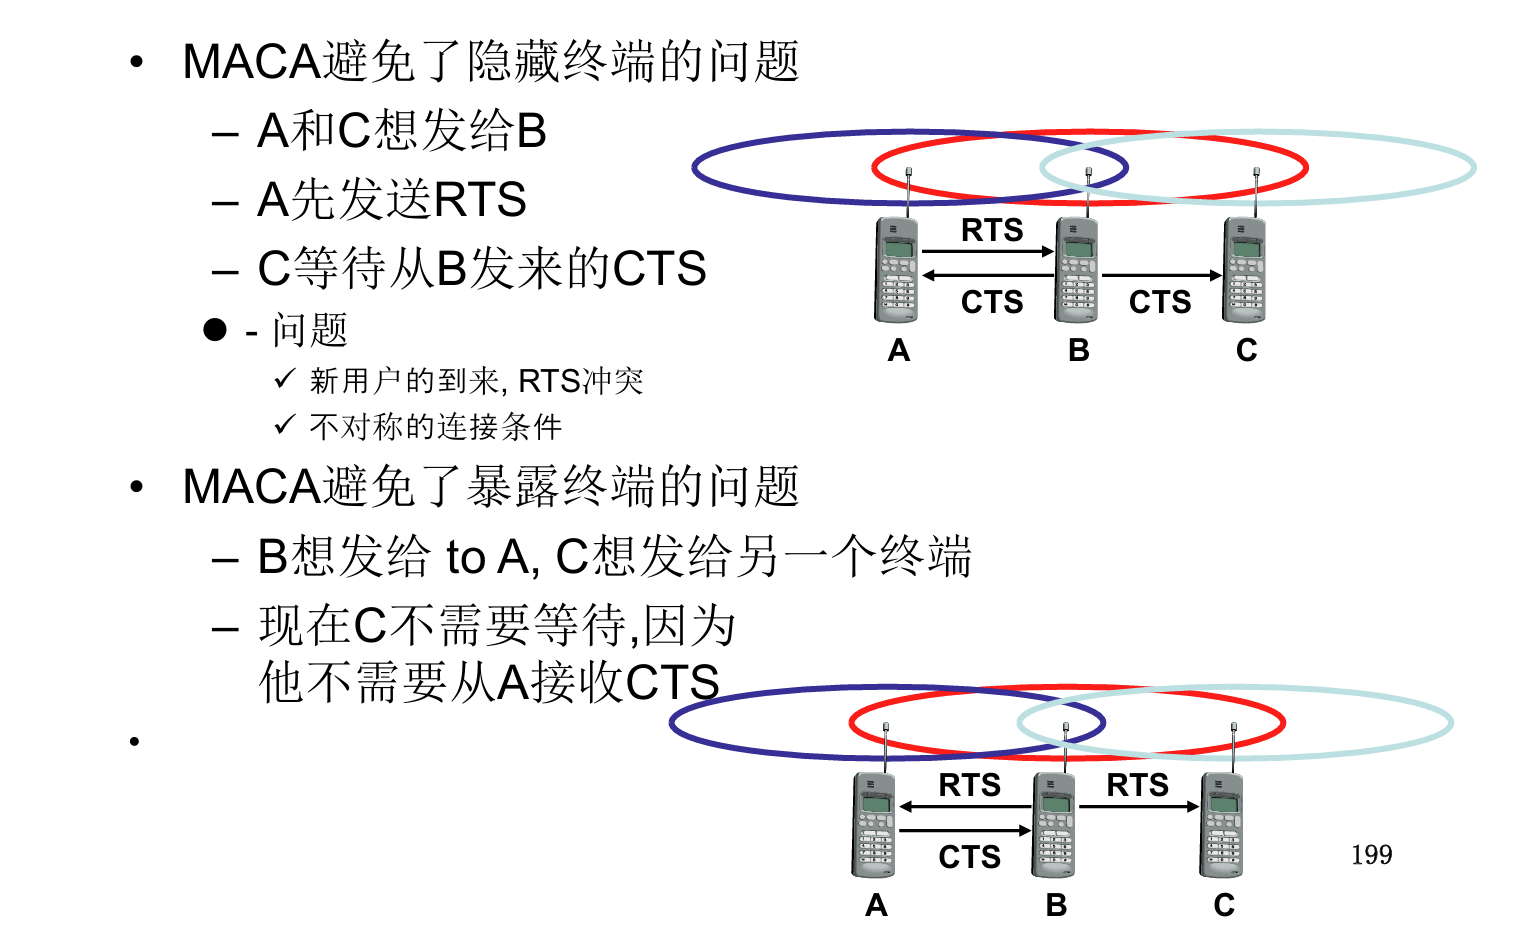 • MACA避免了隐藏终端的问题
– A和C想发给B
– A先发送RTS
– C等待从B发来的CTS
● - 问题
✓ 新用户的到来, RTS冲突
✓ 不对称的连接条件
RTS
CTS CTS
A B C
• MACA避免了暴露终端的问题
– B想发给 to A, C想发给另一个终端
– 现在C不需要等待,因为
他不需要从A接收CTS
•
RTS RTS
CTS
A B C
199